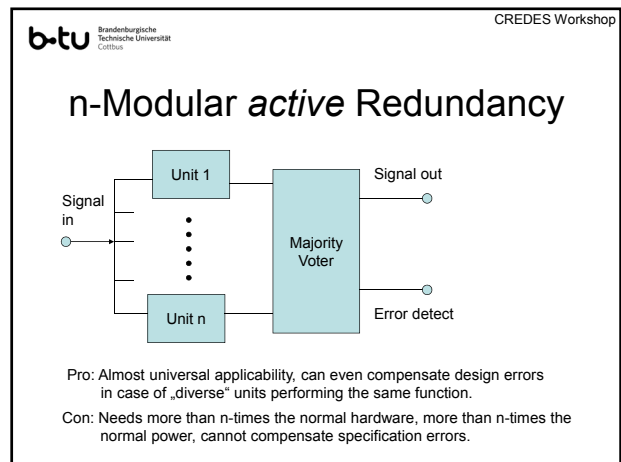 CREDES Workshop
b-tu
Brandenburgische
Technische Universität
Cottbus
n-Modular active Redundancy
Unit 1
Signal out
Signal
in
Majority
Voter
Unit n
Error detect
Pro: Almost universal applicability, can even compensate design errors
in case of „diverse“ units performing the same function.
Con: Needs more than n-times the normal hardware, more than n-times the
normal power, cannot compensate specification errors.